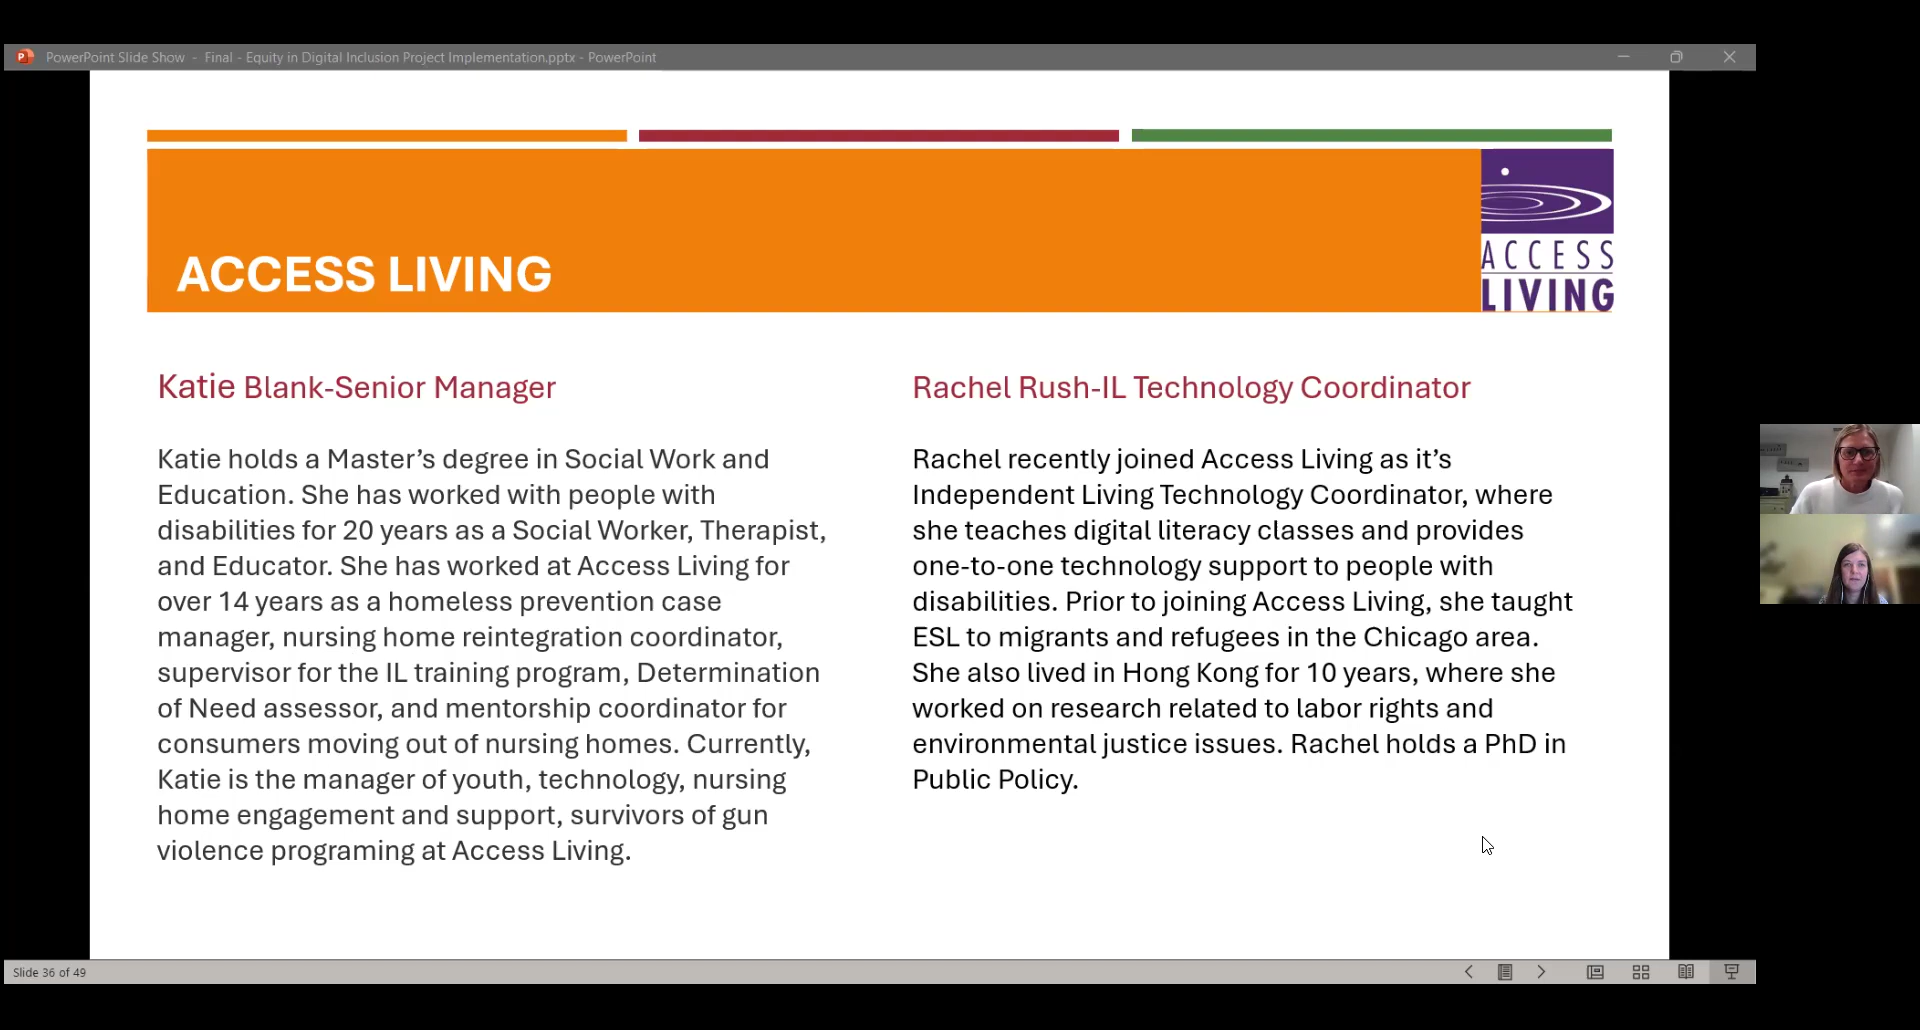 PowerPoint Slide Show - Final - Equity in Digital Inclusion Project Implementation.pptx - PowerPoint
ACCESS LIVING
ACCESS
LIVING
Katie Blank-Senior Manager
Katie holds a Master’s degree in Social Work and
Education. She has worked with people with
disabilities for 20 years as a Social Worker, Therapist,
and Educator. She has worked at Access Living for
over 14 years as a homeless prevention case
manager, nursing home reintegration coordinator,
supervisor for the IL training program, Determination
of Need assessor, and mentorship coordinator for
consumers moving out of nursing homes. Currently,
Katie is the manager of youth, technology, nursing
home engagement and support, survivors of gun
violence programing at Access Living.
Rachel Rush-IL Technology Coordinator
Rachel recently joined Access Living as it’s
Independent Living Technology Coordinator, where
she teaches digital literacy classes and provides
one-to-one technology support to people with
disabilities. Prior to joining Access Living, she taught
ESL to migrants and refugees in the Chicago area.
She also lived in Hong Kong for 10 years, where she
worked on research related to labor rights and
environmental justice issues. Rachel holds a PhD in
Public Policy.
Slide 36 of 49